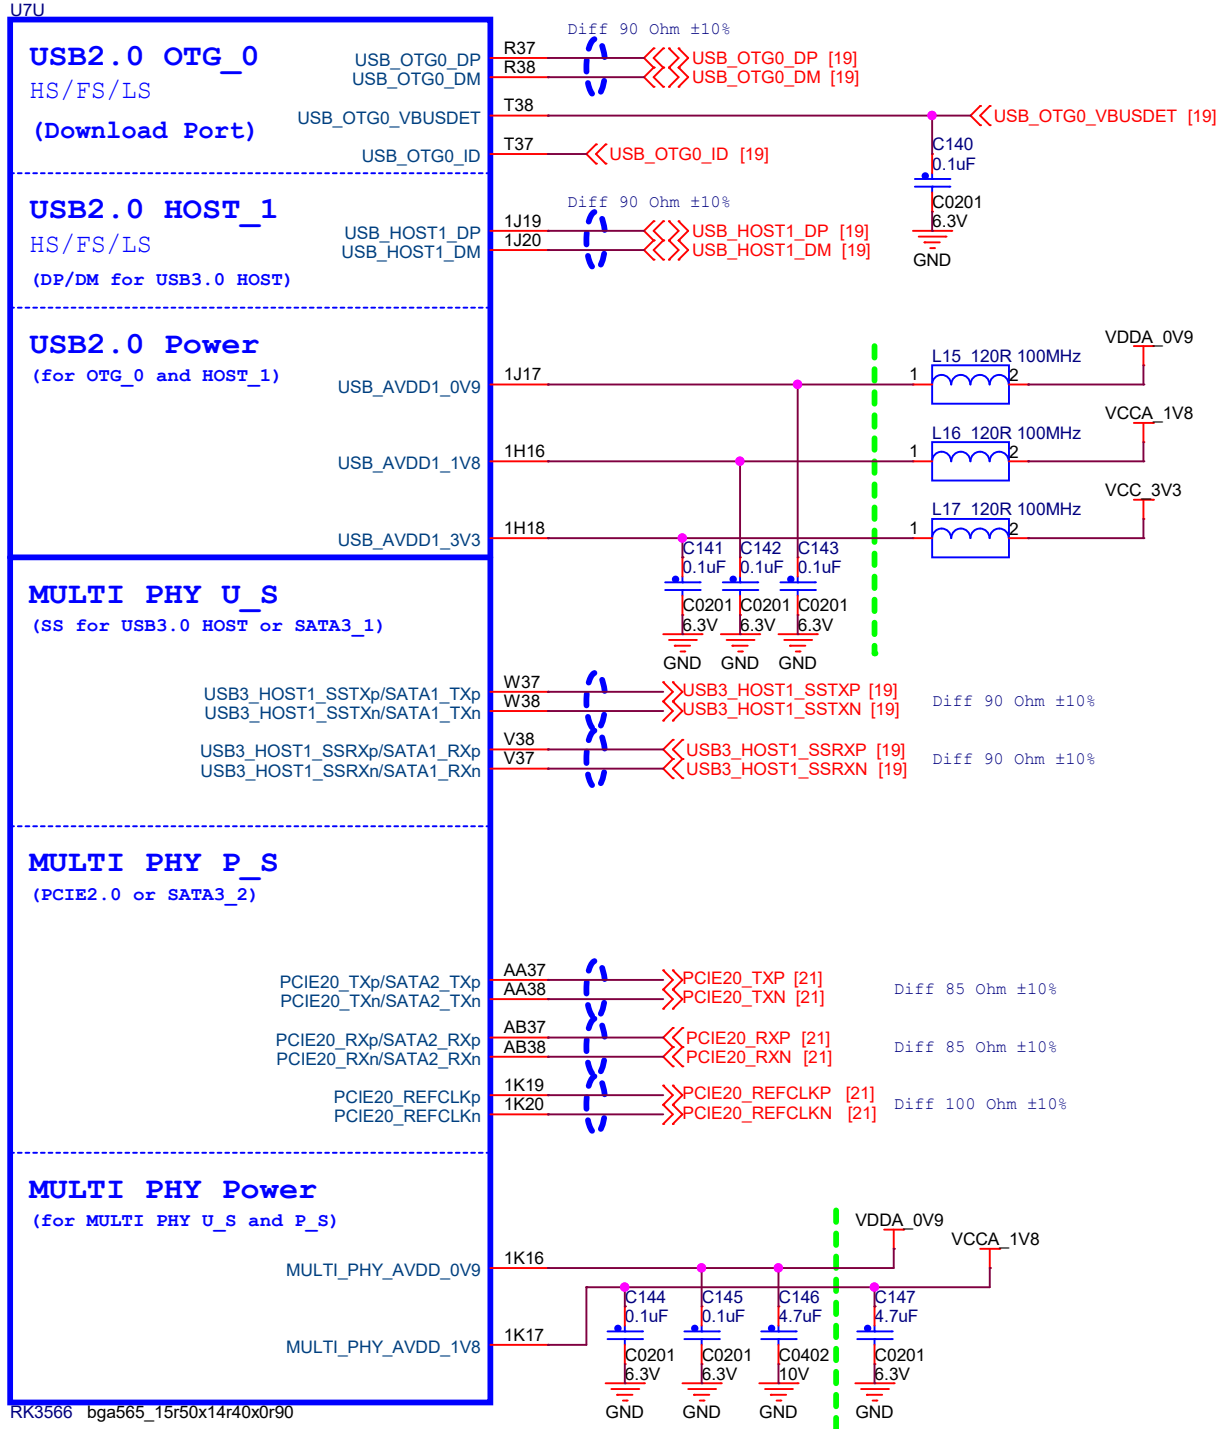 U7U
USB2.0 OTG_0
HS/FS/LS
(Download Port)
USB_OTG0_DP R37
USB_OTG0_DM R38
USB_OTG0_VBUSDET T38
USB_OTG0_ID T37
Diff 90 Ohm ±10%
USB_OTG0_DP [19]
USB_OTG0_DM [19]
USB_OTG0_VBUSDET [19]
USB_OTG0_ID [19]
C140
0.1uF
C0201
6.3V
GND
USB2.0 HOST_1
HS/FS/LS
(DP/DM for USB3.0 HOST)
USB_HOST1_DP 1J19
USB_HOST1_DM 1J20
Diff 90 Ohm ±10%
USB_HOST1_DP [19]
USB_HOST1_DM [19]
USB2.0 Power
(for OTG_0 and HOST_1)
USB_AVDD1_0V9 1J17
USB_AVDD1_1V8 1H16
USB_AVDD1_3V3 1H18
VDDA_0V9
1 L15 120R 100MHz 2
VCCA_1V8
1 L16 120R 100MHz 2
VCC_3V3
1 L17 120R 100MHz 2
C141 C142 C143
0.1uF 0.1uF 0.1uF
C0201 C0201 C0201
6.3V 6.3V 6.3V
GND GND GND
MULTI PHY U_S
(SS for USB3.0 HOST or SATA3_1)
USB3_HOST1_SSTXp/SATA1_TXp W37 USB3_HOST1_SSTXP [19]
USB3_HOST1_SSTXn/SATA1_TXn W38 USB3_HOST1_SSTXN [19]
Diff 90 Ohm ±10%
USB3_HOST1_SSRXp/SATA1_RXp V38 USB3_HOST1_SSRXP [19]
USB3_HOST1_SSRXn/SATA1_RXn V37 USB3_HOST1_SSRXN [19]
Diff 90 Ohm ±10%
MULTI PHY P_S
(PCIE2.0 or SATA3_2)
PCIE20_TXp/SATA2_TXp AA37 PCIE20_TXP [21]
PCIE20_TXn/SATA2_TXn AA38 PCIE20_TXN [21]
Diff 85 Ohm ±10%
PCIE20_RXp/SATA2_RXp AB37 PCIE20_RXP [21]
PCIE20_RXn/SATA2_RXn AB38 PCIE20_RXN [21]
Diff 85 Ohm ±10%
PCIE20_REFCLKp 1K19 PCIE20_REFCLKP [21]
PCIE20_REFCLKn 1K20 PCIE20_REFCLKN [21]
Diff 100 Ohm ±10%
MULTI PHY Power
(for MULTI PHY U_S and P_S)
MULTI_PHY_AVDD_0V9 1K16
MULTI_PHY_AVDD_1V8 1K17
VDDA_0V9
VCCA_1V8
C144 C145 C146 C147
0.1uF 0.1uF 4.7uF 4.7uF
C0201 C0201 C0402 C0201
6.3V 6.3V 10V 6.3V
GND GND GND GND
RK3566 bga565_15r50x14r40x0r90